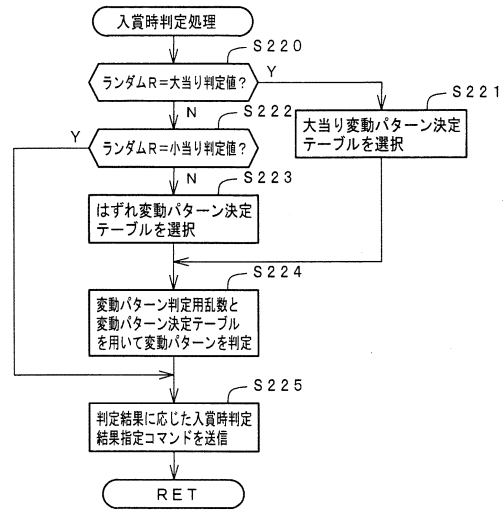 入賞時判定処理
S220
ランダムR=大当り判定値?
Y
N
S221
大当り変動パターン決定
テーブルを選択
S222
ランダムR=小当り判定値?
Y
N
S223
はずれ変動パターン決定
テーブルを選択
S224
変動パターン判定用乱数と
変動パターン決定テーブル
を用いて変動パターンを判定
S225
判定結果に応じた入賞時判定
結果指定コマンドを送信
RET